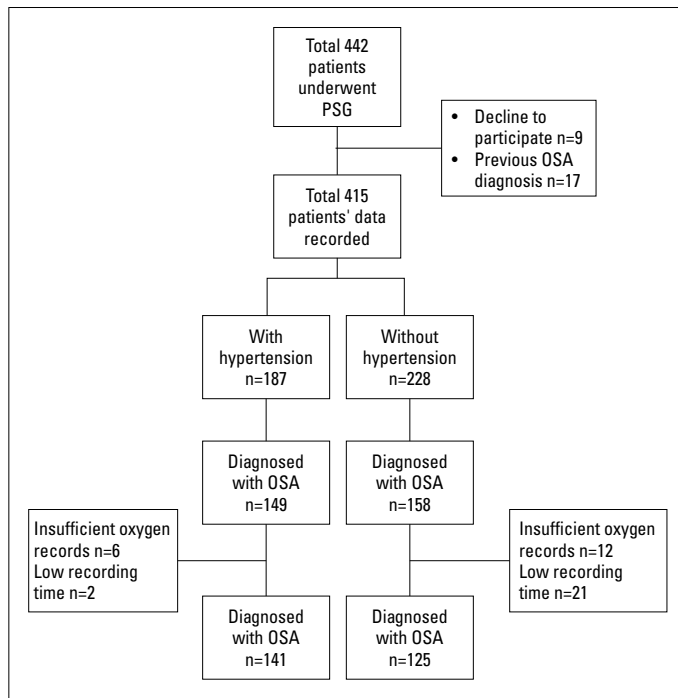 Total 442
patients
underwent
PSG
• Decline to
participate n=9
• Previous OSA
diagnosis n=17
Total 415
patients' data
recorded
With
hypertension
n=187
Without
hypertension
n=228
Diagnosed
with OSA
n=149
Diagnosed
with OSA
n=158
Insufficient oxygen
records n=6
Low recording
time n=2
Insufficient oxygen
records n=12
Low recording
time n=21
Diagnosed
with OSA
n=141
Diagnosed
with OSA
n=125